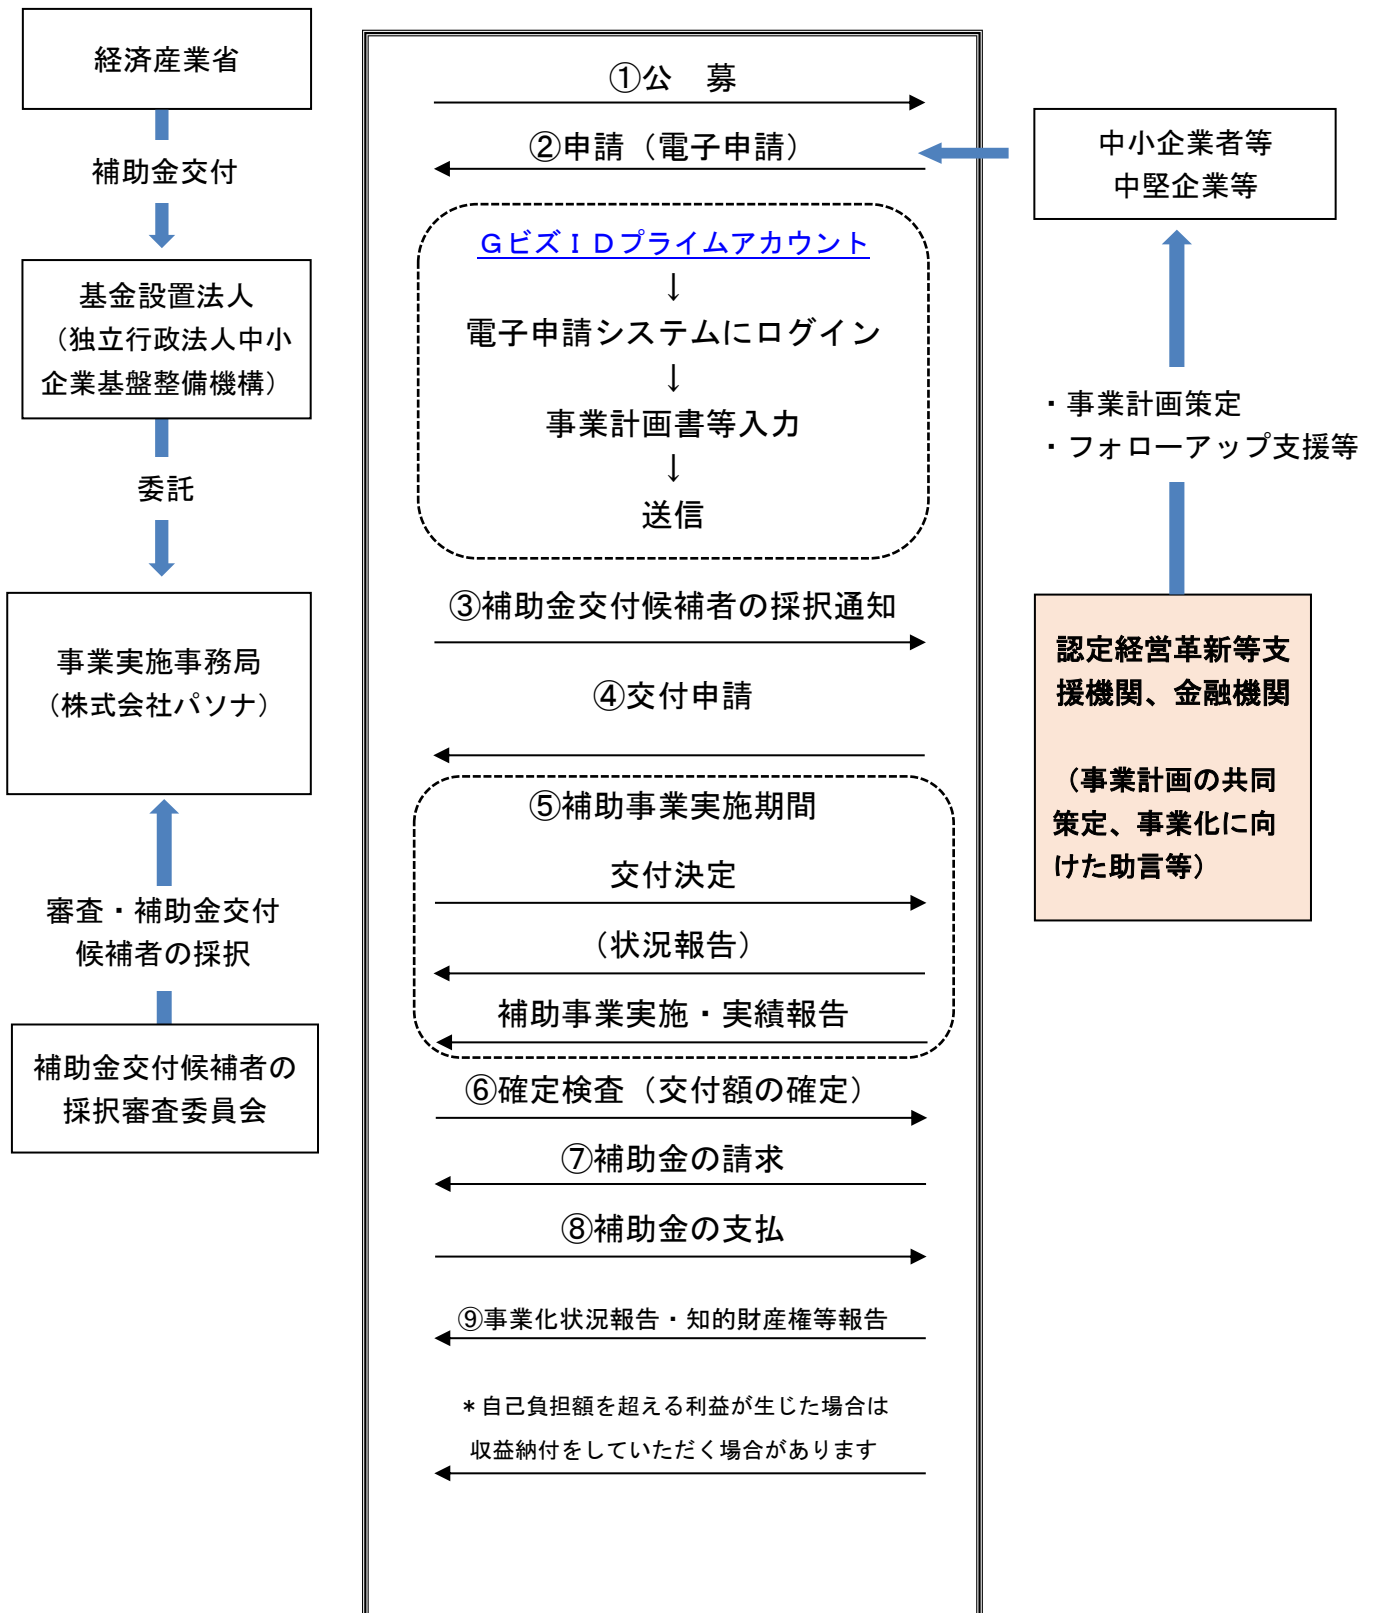 経済産業省
補助金交付
基金設置法人
（独立行政法人中小
企業基盤整備機構）
委託
事業実施事務局
（株式会社パソナ）
審査・補助金交付
候補者の採択
補助金交付候補者の
採択審査委員会
①公　募
②申請（電子申請）
ＧビズＩＤプライムアカウント
↓
電子申請システムにログイン
↓
事業計画書等入力
↓
送信
③補助金交付候補者の採択通知
④交付申請
⑤補助事業実施期間
交付決定
（状況報告）
補助事業実施・実績報告
⑥確定検査（交付額の確定）
⑦補助金の請求
⑧補助金の支払
⑨事業化状況報告・知的財産権等報告
＊自己負担額を超える利益が生じた場合は
収益納付をしていただく場合があります
中小企業者等
中堅企業等
・事業計画策定
・フォローアップ支援等
認定経営革新等支
援機関、金融機関
（事業計画の共同
策定、事業化に向
けた助言等）